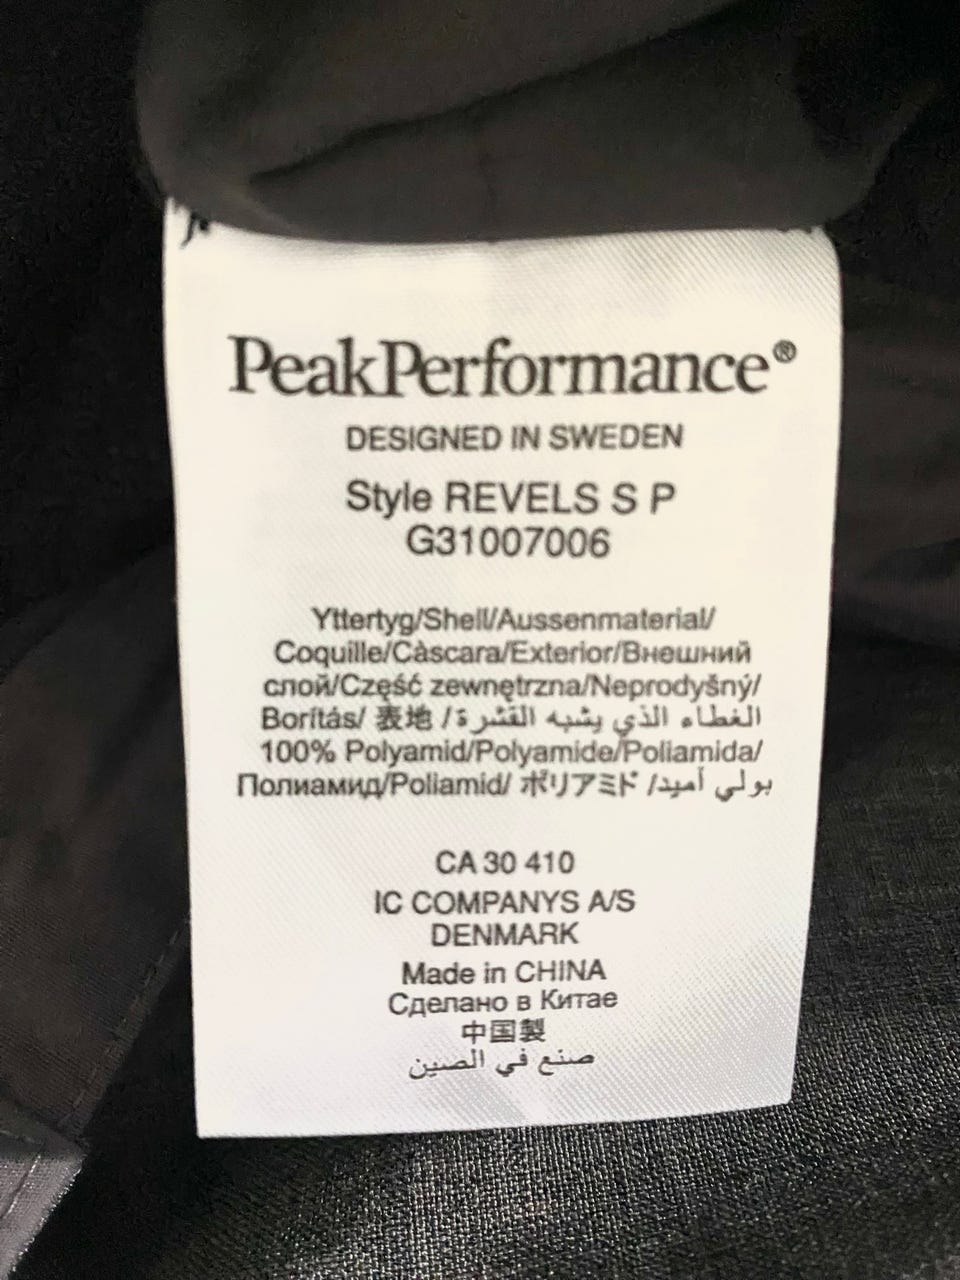 PeakPerformance®
DESIGNED IN SWEDEN
Style REVELS S P
G31007006
Yttertyg/Shell/Aussenmaterial/
Coquille/Càscara/Exterior/Внешний
слой/Część zewnętrzna/Neprodyšný/
Borítás/ 表地 /الغطاء الذي يشبه القشرة
100% Polyamid/Polyamide/Poliamida/
Полиамид/Poliamid/ ポリアミド /بولي أميد
CA 30 410
IC COMPANYS A/S
DENMARK
Made in CHINA
Сделано в Китае
中国製
صنع في الصين